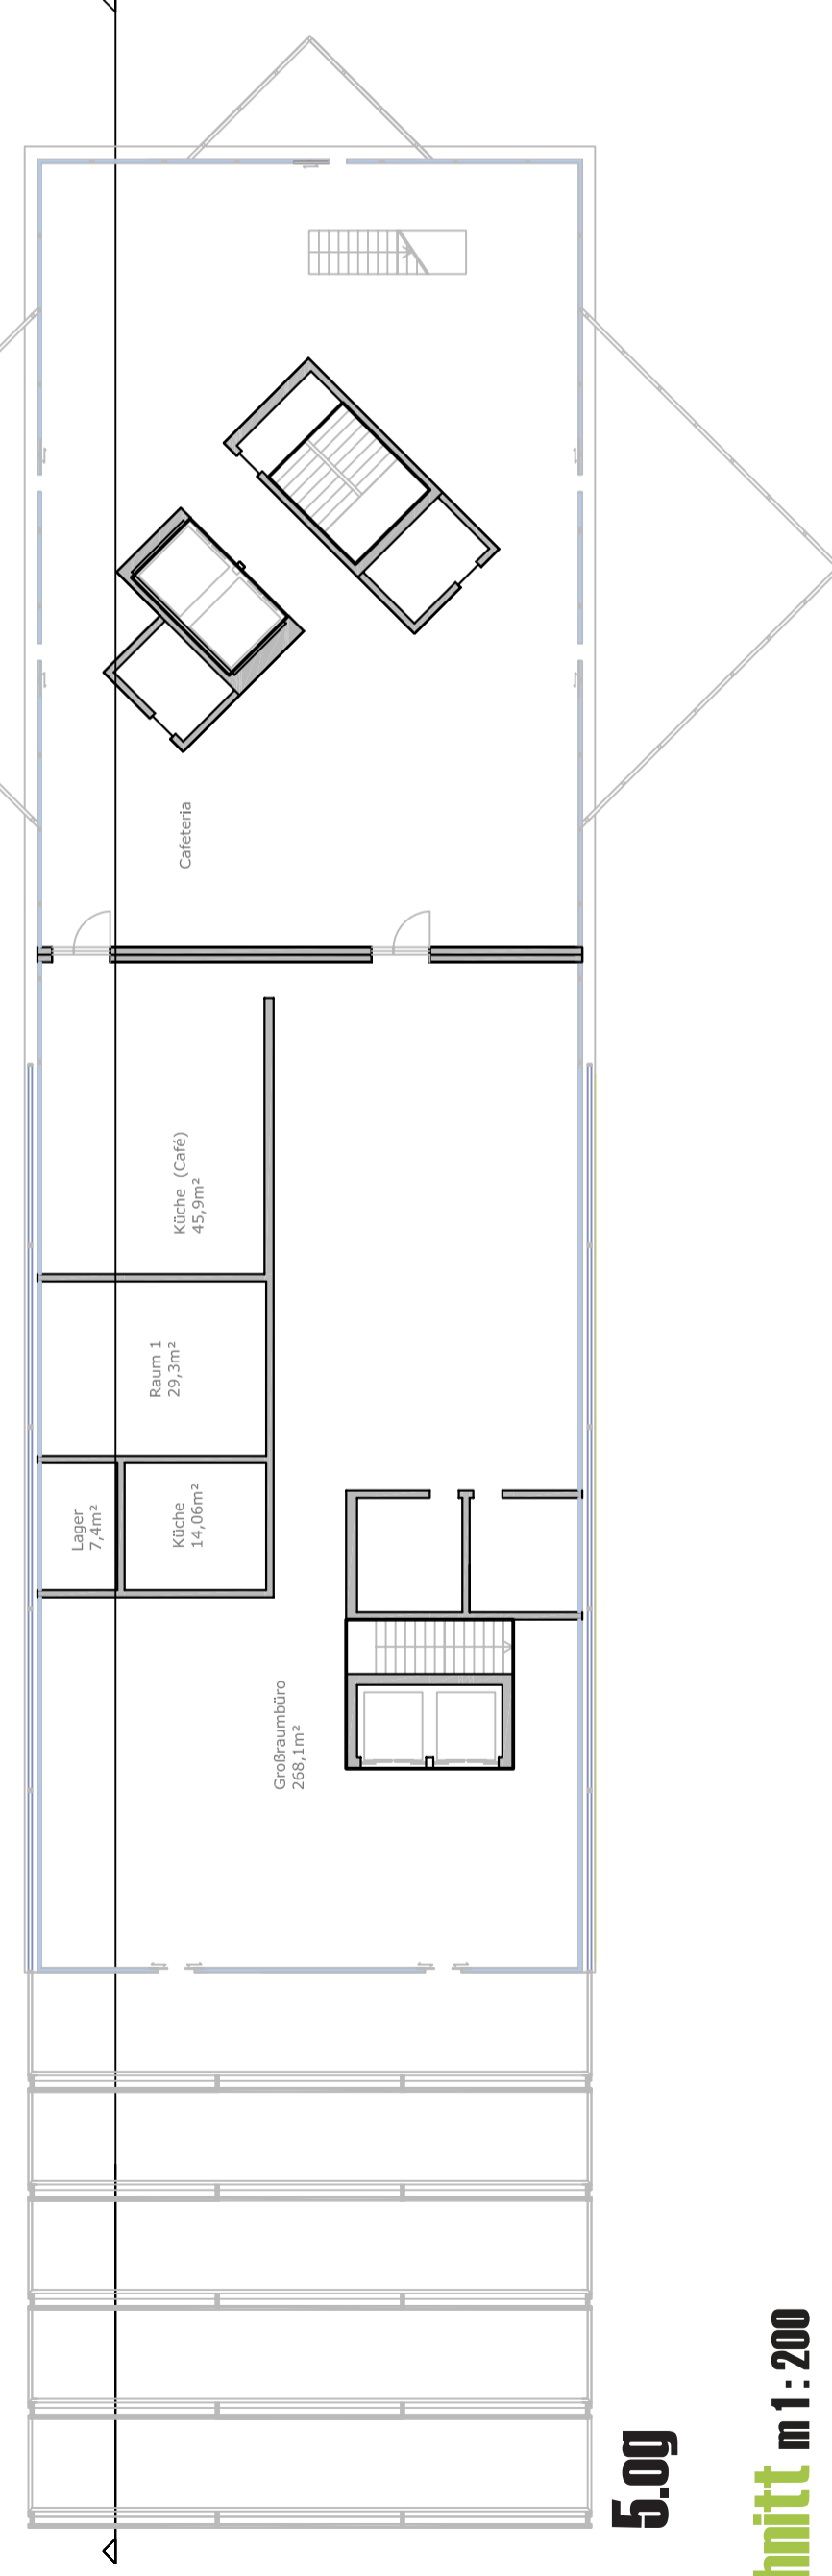 Cafeteria
Küche (Café)
45,9m²
Raum 1
29,3m²
Lager
7,4m²
Küche
14,06m²
Großraumbüro
268,1m²
5.og
hnitt m 1 : 200